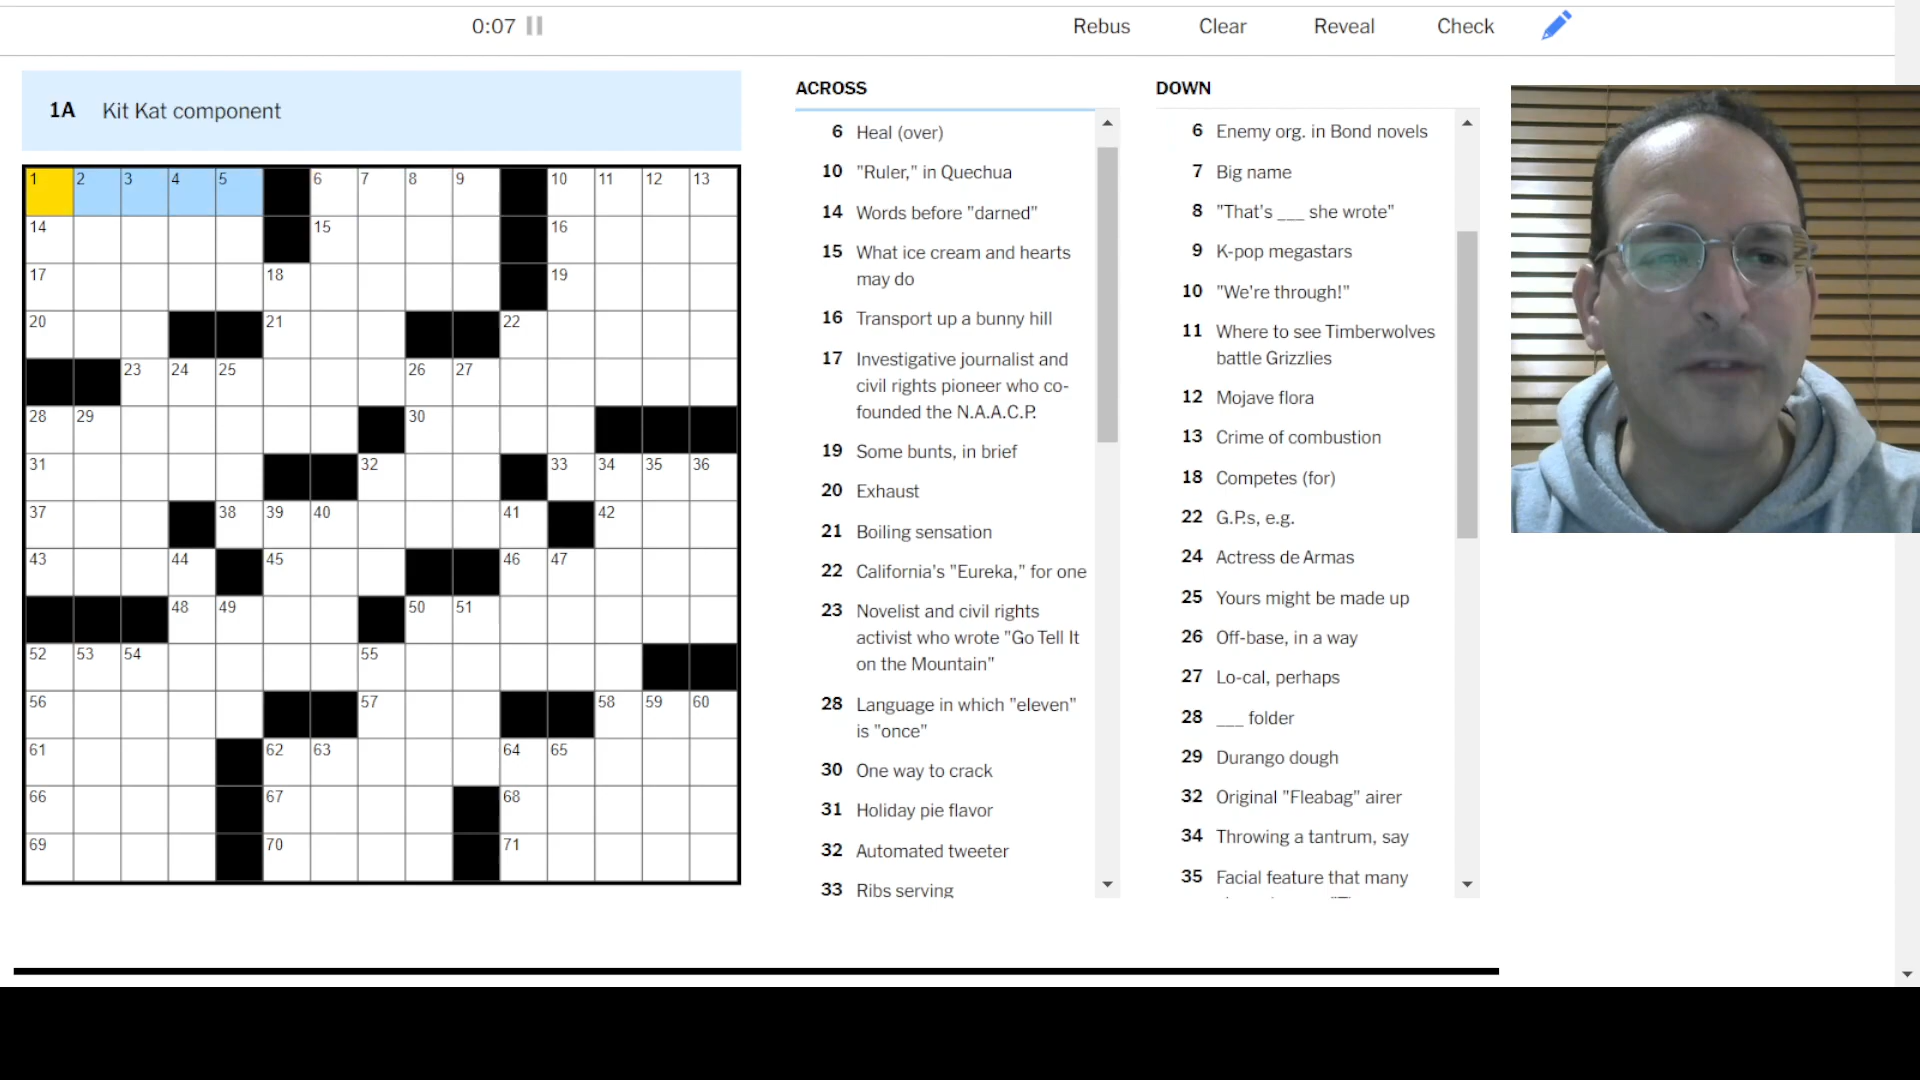 0:07
Rebus Clear Reveal Check
1A Kit Kat component
1 2 3 4 5 6 7 8 9 10 11 12 13
14 15 16
17 18 19
20 21 22
23 24 25 26 27
28 29 30
31 32 33 34 35 36
37 38 39 40 41 42
43 44 45 46 47
48 49 50 51
52 53 54 55
56 57 58 59 60
61 62 63 64 65
66 67 68
69 70 71
ACROSS
6 Heal (over)
10 "Ruler," in Quechua
14 Words before "darned"
15 What ice cream and hearts
may do
16 Transport up a bunny hill
17 Investigative journalist and
civil rights pioneer who co-
founded the N.A.A.C.P.
19 Some bunts, in brief
20 Exhaust
21 Boiling sensation
22 California's "Eureka," for one
23 Novelist and civil rights
activist who wrote "Go Tell It
on the Mountain"
28 Language in which "eleven"
is "once"
30 One way to crack
31 Holiday pie flavor
32 Automated tweeter
33 Ribs serving
DOWN
6 Enemy org. in Bond novels
7 Big name
8 "That's ___ she wrote"
9 K-pop megastars
10 "We're through!"
11 Where to see Timberwolves
battle Grizzlies
12 Mojave flora
13 Crime of combustion
18 Competes (for)
22 G.P.s, e.g.
24 Actress de Armas
25 Yours might be made up
26 Off-base, in a way
27 Lo-cal, perhaps
28 ___ folder
29 Durango dough
32 Original "Fleabag" airer
34 Throwing a tantrum, say
35 Facial feature that many